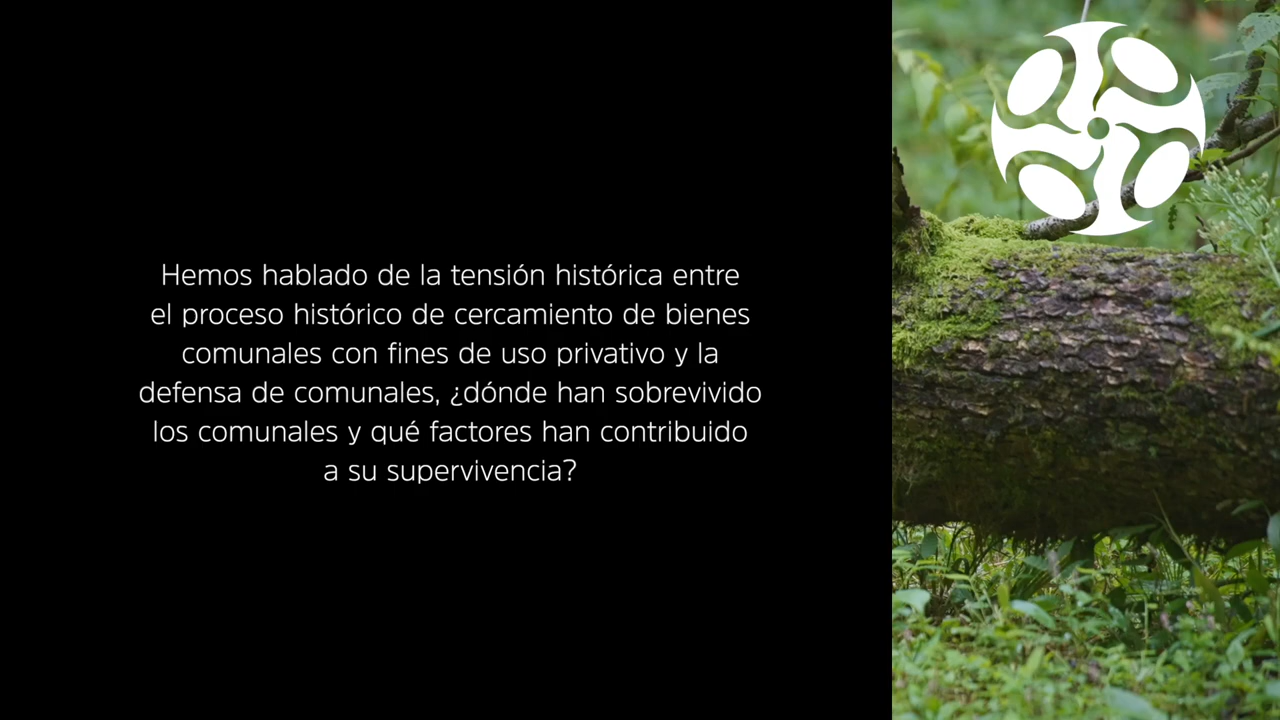 Hemos hablado de la tensión histórica entre
el proceso histórico de cercamiento de bienes
comunales con fines de uso privativo y la
defensa de comunales, ¿dónde han sobrevivido
los comunales y qué factores han contribuido
a su supervivencia?